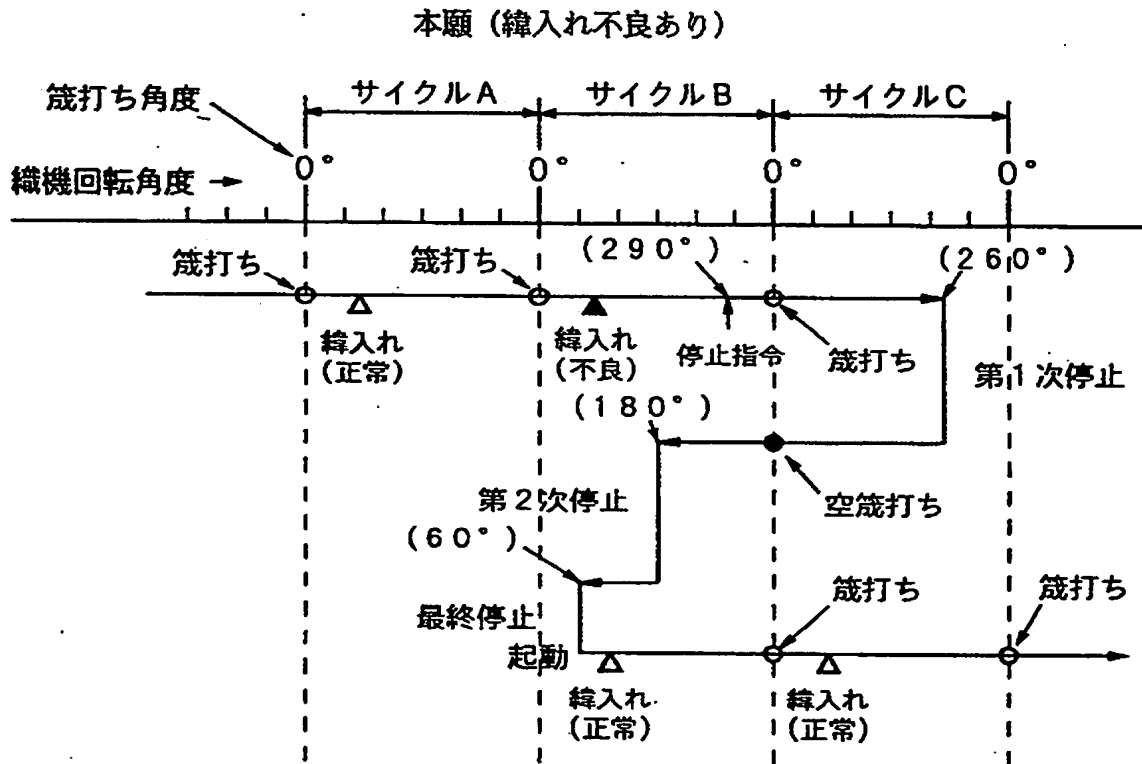 本願（緯入れ不良あり）
サイクルA
サイクルB
サイクルC
筬打ち角度
0°
0°
0°
0°
織機回転角度→
(290°)
(260°)
筬打ち
筬打ち
緯入れ
(正常)
緯入れ
(不良)
停止指令
筬打ち
第1次停止
(180°)
第2次停止
空筬打ち
(60°)
筬打ち
筬打ち
最終停止
起動
緯入れ
(正常)
緯入れ
(正常)